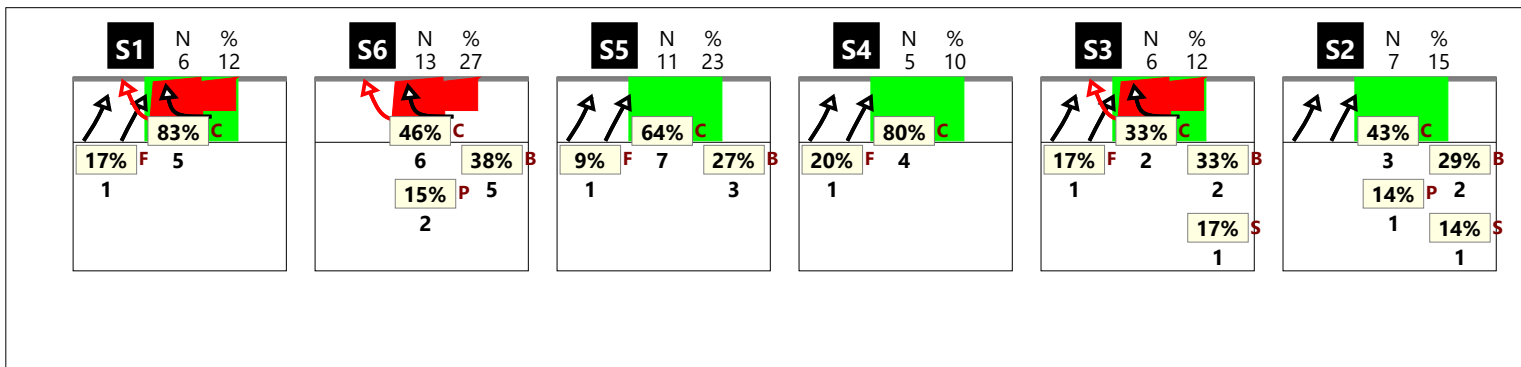 S1 N % S6 N % S5 N % S4 N % S3 N % S2 N %
6 12 13 27 11 23 5 10 6 12 7 15
83% C 46% C 64% C 80% C 33% C 43% C
17% F 5 6 38% B 9% F 7 27% B 20% F 4 17% F 2 33% B 3 29% B
1 15% P 5 1 3 1 1 2 14% P 2
2 17% S 1 14% S
1 1